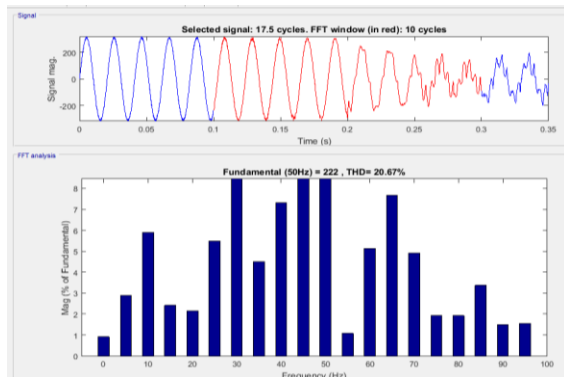 Signal
Selected signal: 17.5 cycles. FFT window (in red): 10 cycles
200
0
-200
Signal mag.
0 0.05 0.1 0.15 0.2 0.25 0.3 0.35
Time (s)
FFT analysis
Fundamental (50Hz) = 222 , THD= 20.67%
8
7
6
5
4
3
2
1
0
Mag (% of Fundamental)
0 10 20 30 40 50 60 70 80 90 100
Frequency (Hz)